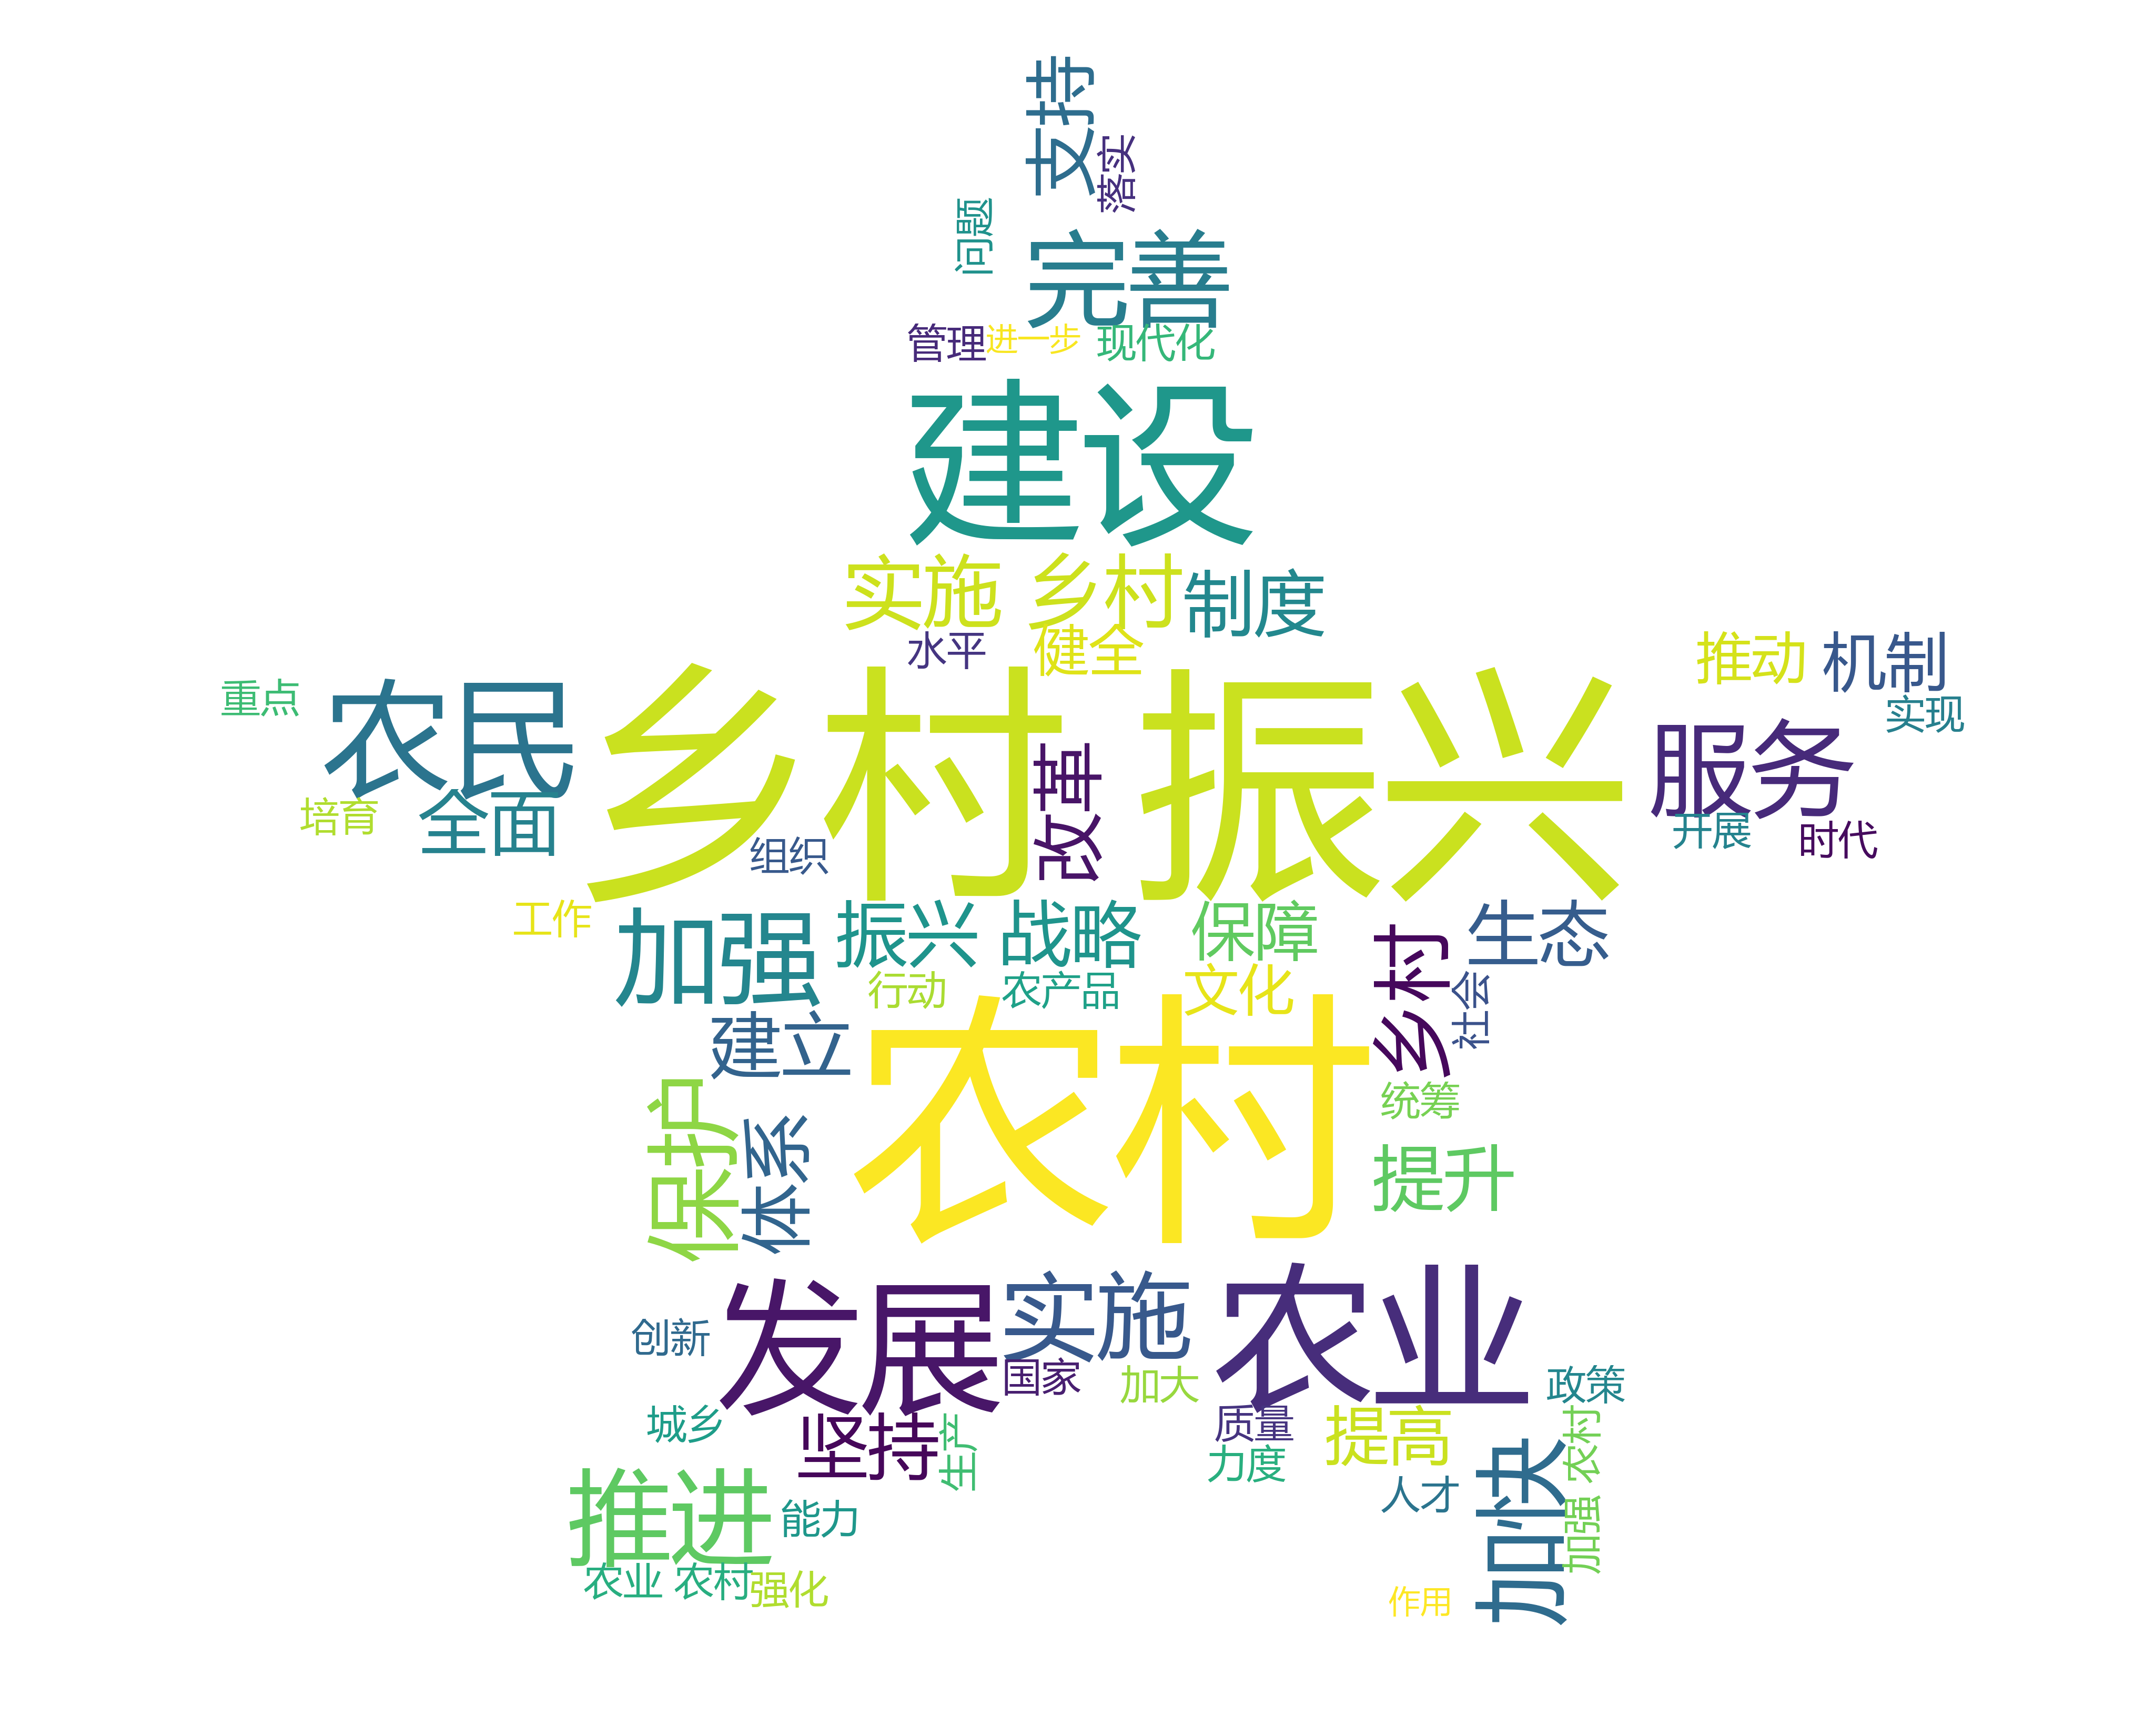 支持
落实
问题
完善
管理 进一步 现代化
建设
实施 乡村 制度
水平 健全
推动 机制
重点 农民 乡村 振兴 服务 实现
改革
培育 全面 组织 开展 时代
工作 加强 振兴 战略 保障 生态
行动 农产品 文化 乡村 社会
建立 农村
保护 体系 统筹
提升
创新 发展 实施 农业
国家 加大 政策
城乡 坚持 生产 质量 提高 农村
力度
推进 能力 人才 加快 加强
农业 农村 强化 作用